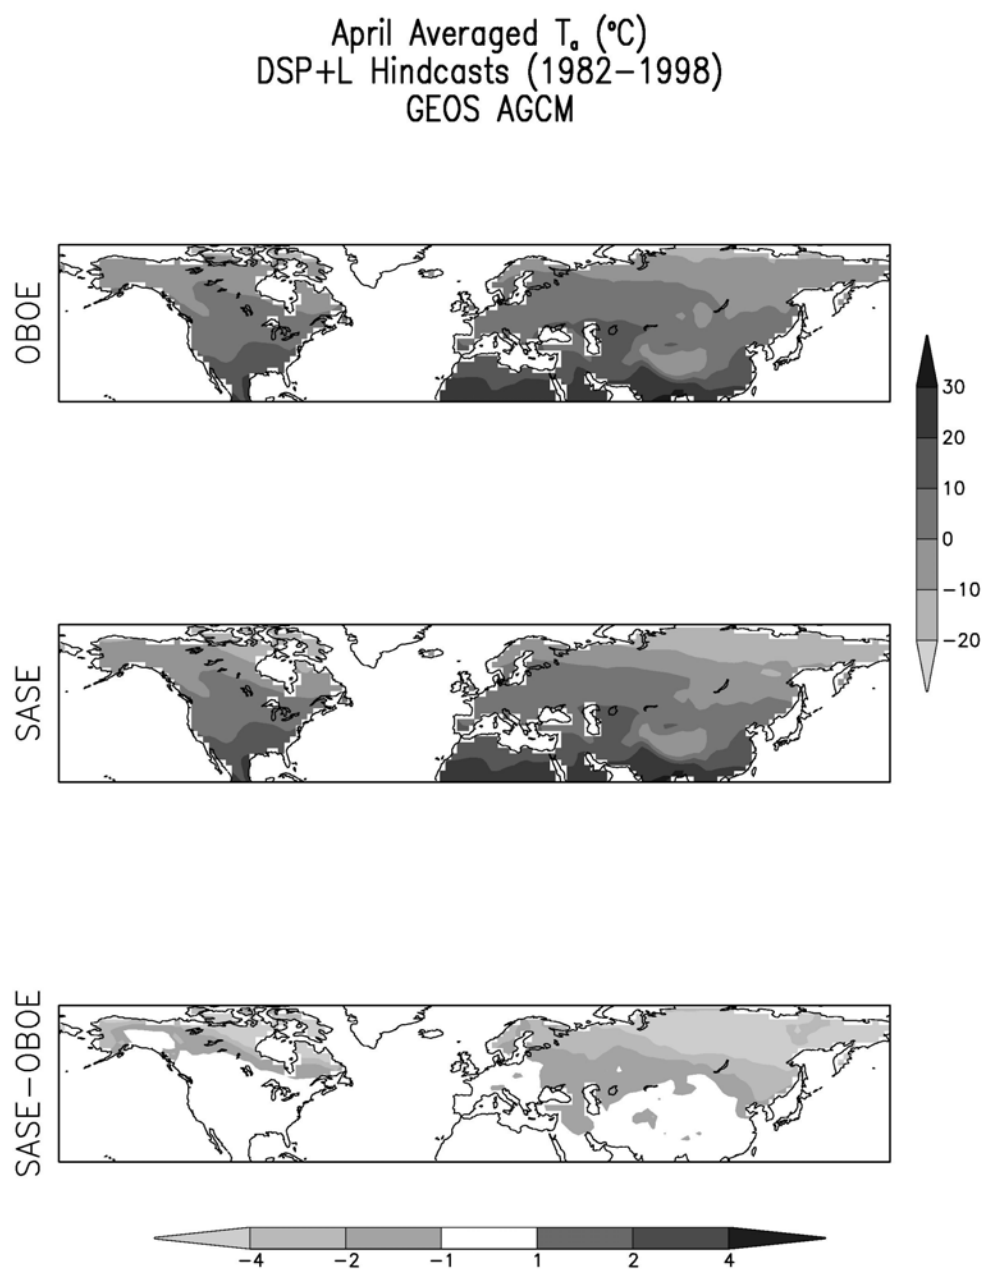 April Averaged Ta (°C)
DSP+L Hindcasts (1982−1998)
GEOS AGCM
OBOE
30
20
10
0
−10
−20
SASE
SASE−OBOE
−4 −2 −1 1 2 4